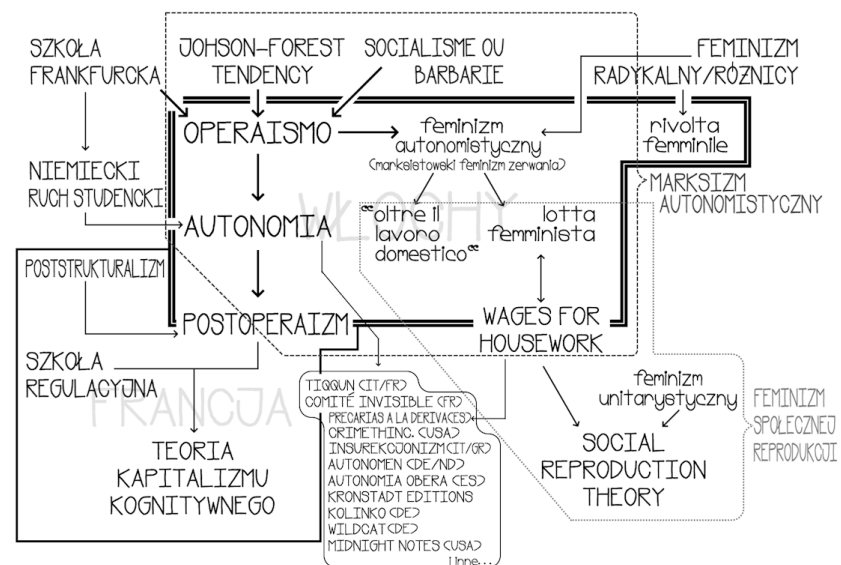 SZKOŁA
FRANKFURCKA
JOHSON-FOREST
TENDENCY
SOCIALISME OU
BARBARIE
FEMINIZM
RADYKALNY/RÓŻNICY
OPERAISMO
feminizm
autonomistyczny
(marksistowski feminizm zerwania)
rivolta
femminile
NIEMIECKI
RUCH STUDENCKI
WŁOCHY
MARKSIZM
AUTONOMISTYCZNY
AUTONOMIA
“oltre il
lavoro
domestico“
lotta
femminista
POSTSTRUKTURALIZM
POSTOPERAIZM
WAGES FOR
HOUSEWORK
SZKOŁA
REGULACYJNA
FRANCJA
TIQQUN (IT/FR)
COMITÉ INVISIBLE (FR)
PRECARIAS A LA DERIVA(ES)
CRIMETHINC. (USA)
INSUREKCJONIZM(IT/GR)
AUTONOMEN (DE/ND)
AUTONOMIA OBERA (ES)
KRONSTADT EDITIONS
KOLINKO (DE)
WILDCAT(DE)
MIDNIGHT NOTES (USA)
i inne...
feminizm
unitarystyczny
FEMINIZM
SPOŁECZNEJ
REPRODUKCJI
TEORIA
KAPITALIZMU
KOGNITYWNEGO
SOCIAL
REPRODUCTION
THEORY